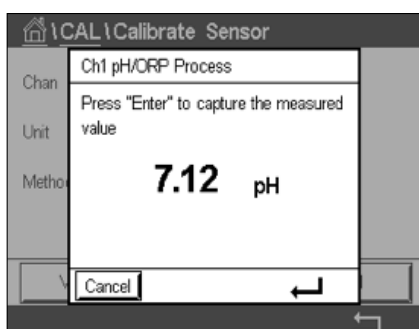 \CAL\Calibrate Sensor
Ch1 pH/ORP Process
Chan
Press "Enter" to capture the measured
Unit
value
Metho
7.12 pH
Cancel